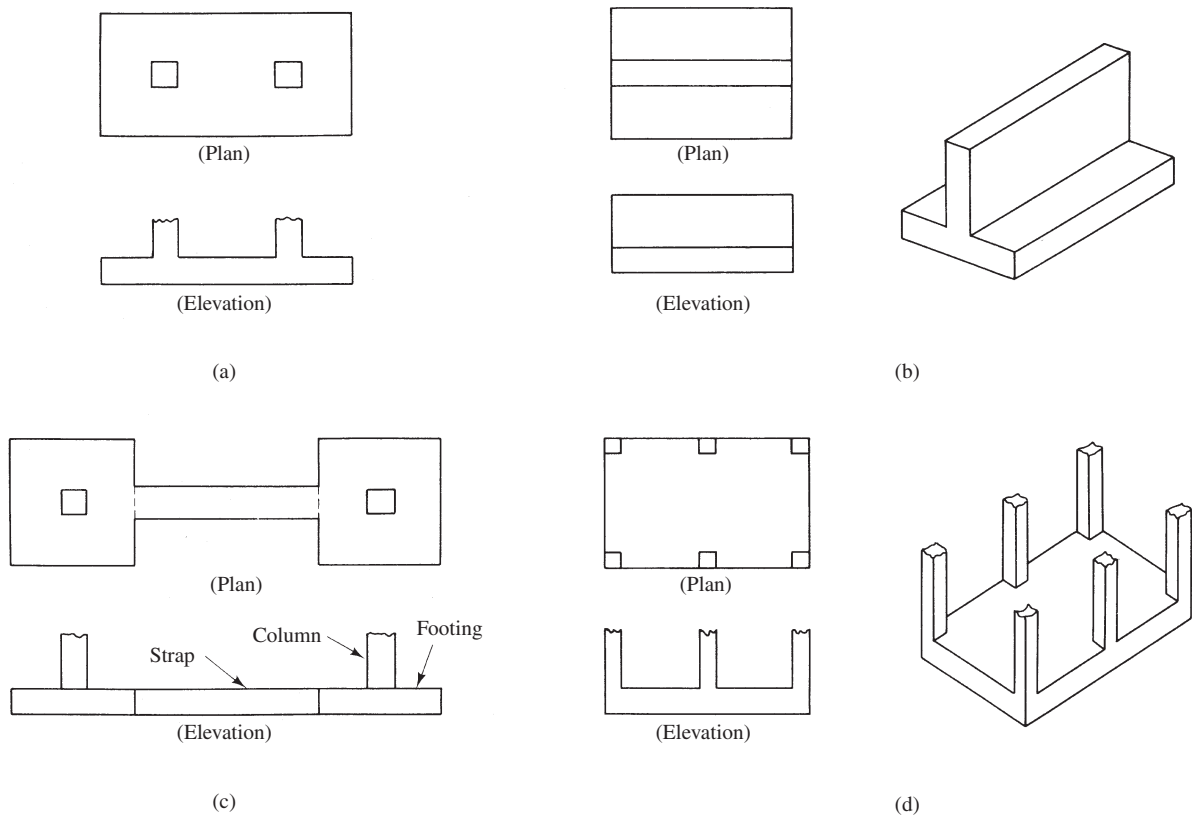 (Plan)
(Elevation)
(a)
(Plan)
(Elevation)
(b)
(Plan)
Column
Footing
Strap
(Elevation)
(c)
(Plan)
(Elevation)
(d)